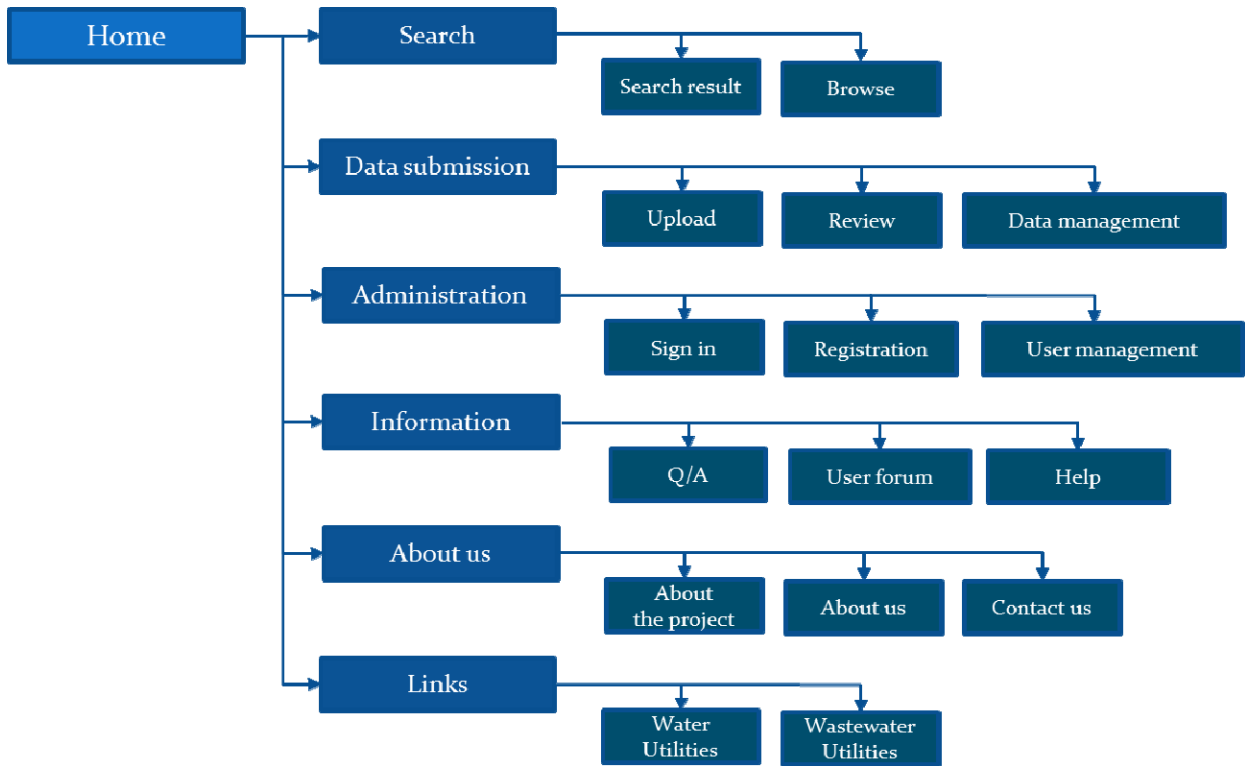 Home
Search
Search result
Browse
Data submission
Upload
Review
Data management
Administration
Sign in
Registration
User management
Information
Q/A
User forum
Help
About us
About
the project
About us
Contact us
Links
Water
Utilities
Wastewater
Utilities